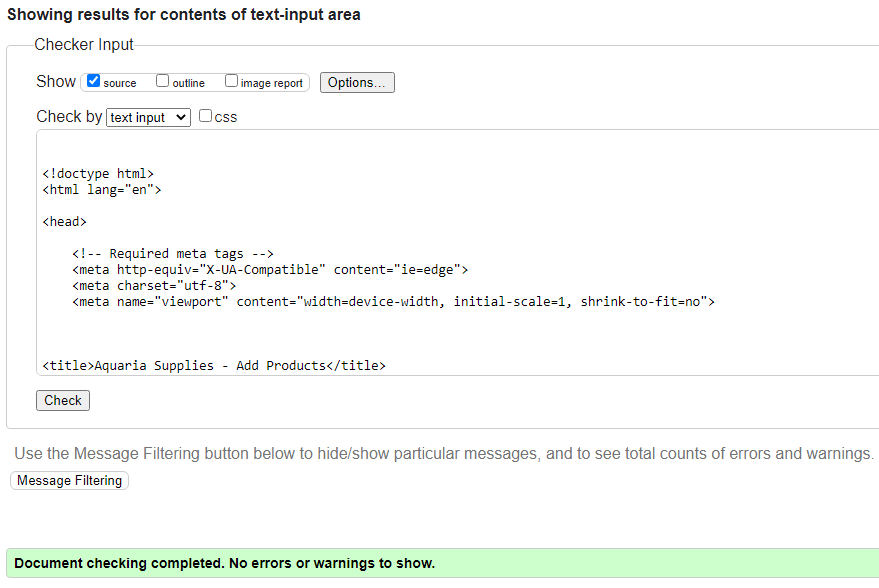 Showing results for contents of text-input area
Checker Input
Show source outline image report Options...
Check by text input css
<!doctype html>
<html lang="en">
<head>
<!-- Required meta tags -->
<meta http-equiv="X-UA-Compatible" content="ie=edge">
<meta charset="utf-8">
<meta name="viewport" content="width=device-width, initial-scale=1, shrink-to-fit=no">
<title>Aquaria Supplies - Add Products</title>
Check
Use the Message Filtering button below to hide/show particular messages, and to see total counts of errors and warnings.
Message Filtering
Document checking completed. No errors or warnings to show.